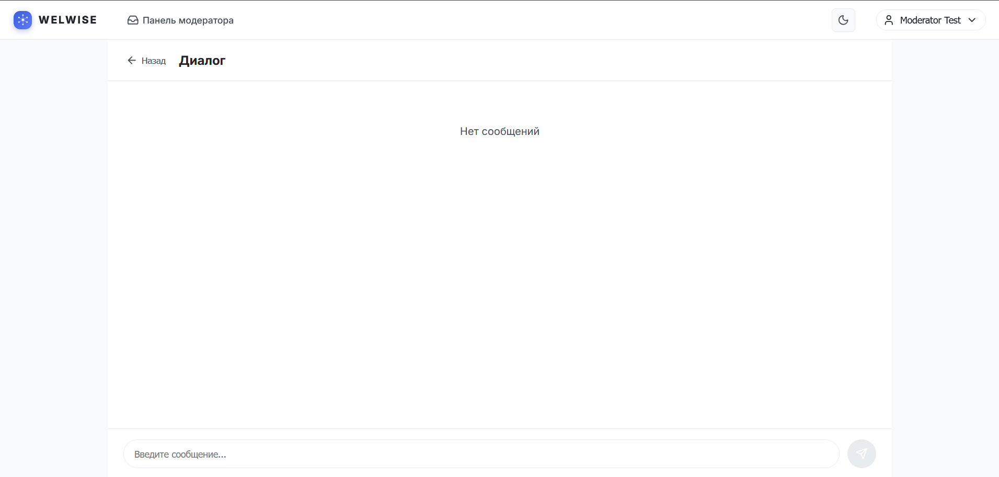 WELWISE
Панель модератора
Moderator Test
Назад
Диалог
Нет сообщений
Введите сообщение...